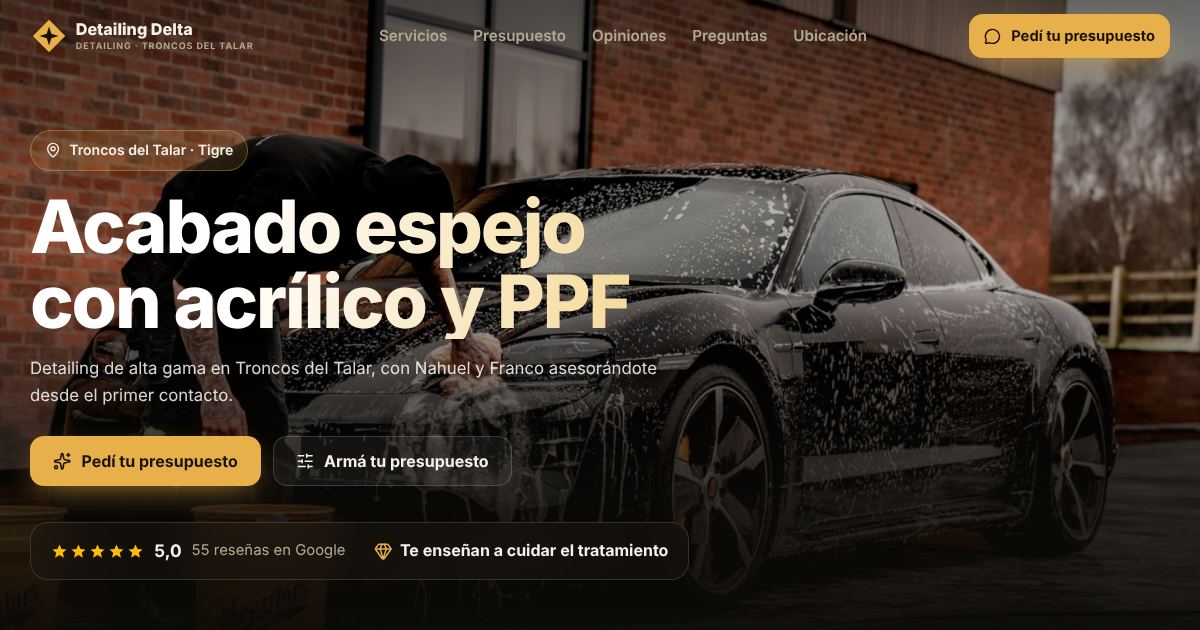 Detailing Delta
DETAILING · TRONCOS DEL TALAR
Servicios
Presupuesto
Opiniones
Preguntas
Ubicación
Pedí tu presupuesto
Troncos del Talar · Tigre
Acabado espejo
con acrílico y PPF
Detailing de alta gama en Troncos del Talar, con Nahuel y Franco asesorándote
desde el primer contacto.
Pedí tu presupuesto
Armá tu presupuesto
5,0 55 reseñas en Google
Te enseñan a cuidar el tratamiento
Meguiars